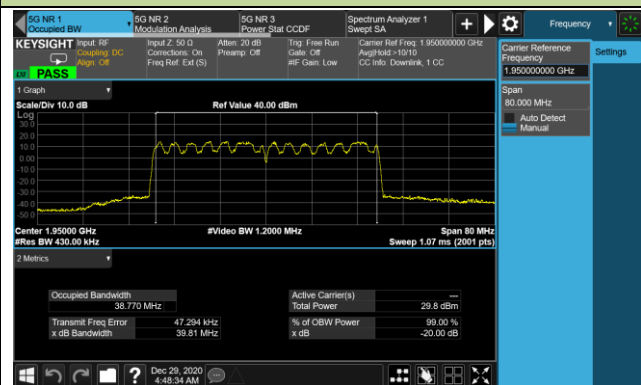 5G NR 1
Occupied BW
5G NR 2
Modulation Analysis
5G NR 3
Power Stat CCDF
Spectrum Analyzer 1
Swept SA
Frequency
KEYSIGHT
Input: RF
Coupling: DC
Align: Off
Input Z: 50 Ω
Corrections: On
Freq Ref: Ext (S)
Atten: 20 dB
Preamp: Off
Trig: Free Run
Gate: Off
#IF Gain: Low
Carrier Ref Freq: 1.950000000 GHz
Avg|Hold:>10/10
CC Info: Downlink, 1 CC
LXI PASS
Carrier Reference
Frequency
1.950000000 GHz
Settings
Span
80.000 MHz
Auto Detect
Manual
1 Graph
Scale/Div 10.0 dB
Ref Value 40.00 dBm
Log
30.0
20.0
10.0
0.00
-10.0
-20.0
-30.0
-40.0
-50.0
Center 1.95000 GHz
#Video BW 1.2000 MHz
Span 80 MHz
#Res BW 430.00 kHz
Sweep 1.07 ms (2001 pts)
2 Metrics
Occupied Bandwidth
38.770 MHz
Active Carrier(s)
---
Total Power
29.8 dBm
Transmit Freq Error
47.294 kHz
% of OBW Power
99.00 %
x dB Bandwidth
39.81 MHz
x dB
-20.00 dB
?
Dec 29, 2020
4:48:34 AM